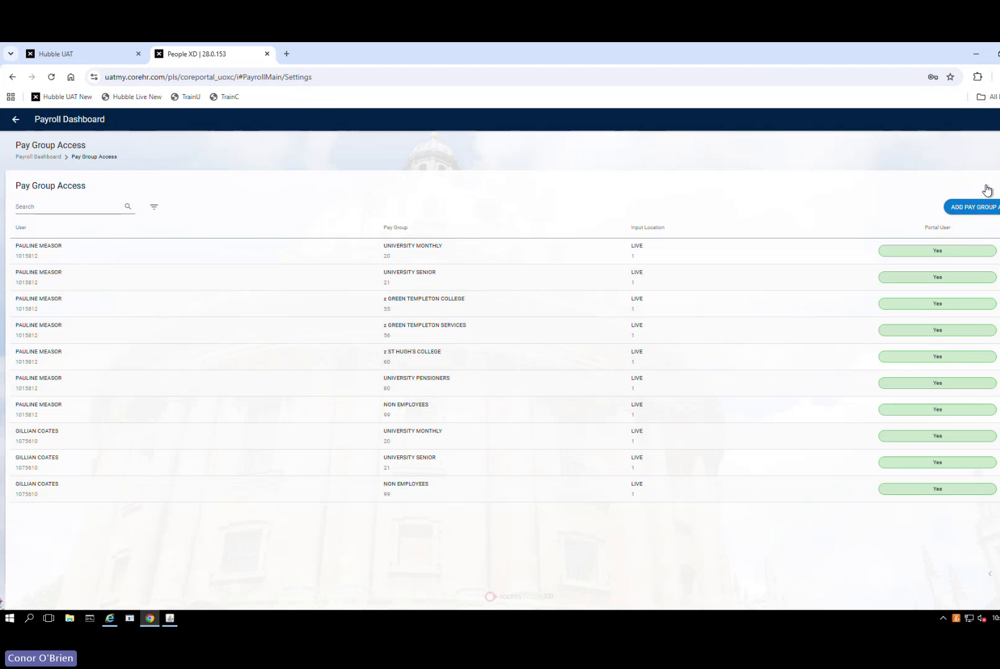 Hubble UAT
People XD | 28.0.153
uatmy.corehr.com/pls/coreportal_uoxc/i#PayrollMain/Settings
Hubble UAT New Hubble Live New TrainU TrainC All
Payroll Dashboard
Pay Group Access
Payroll Dashboard > Pay Group Access
Pay Group Access
Search
ADD PAY GROUP A
User Pay Group Input Location Portal User
PAULINE MEASOR UNIVERSITY MONTHLY LIVE Yes
1015812 20 1
PAULINE MEASOR UNIVERSITY SENIOR LIVE Yes
1015812 21 1
PAULINE MEASOR z GREEN TEMPLETON COLLEGE LIVE Yes
1015812 55 1
PAULINE MEASOR z GREEN TEMPLETON SERVICES LIVE Yes
1015812 56 1
PAULINE MEASOR z ST HUGH'S COLLEGE LIVE Yes
1015812 60 1
PAULINE MEASOR UNIVERSITY PENSIONERS LIVE Yes
1015812 80 1
PAULINE MEASOR NON EMPLOYEES LIVE Yes
1015812 99 1
GILLIAN COATES UNIVERSITY MONTHLY LIVE Yes
1075610 20 1
GILLIAN COATES UNIVERSITY SENIOR LIVE Yes
1075610 21 1
GILLIAN COATES NON EMPLOYEES LIVE Yes
1075610 99 1
access PeopleXD
10:
Conor O'Brien